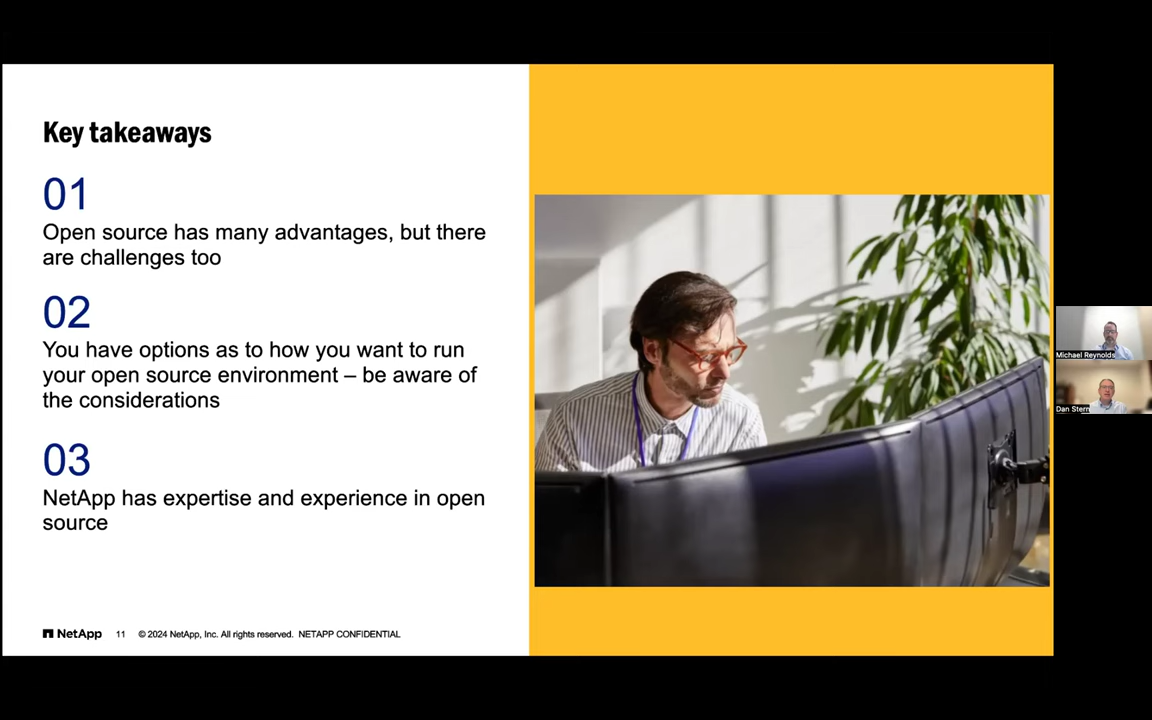 Key takeaways
01
Open source has many advantages, but there
are challenges too
02
You have options as to how you want to run
your open source environment – be aware of
the considerations
03
NetApp has expertise and experience in open
source
NetApp 11 © 2024 NetApp, Inc. All rights reserved. NETAPP CONFIDENTIAL
Michael Reynolds
Dan Stern